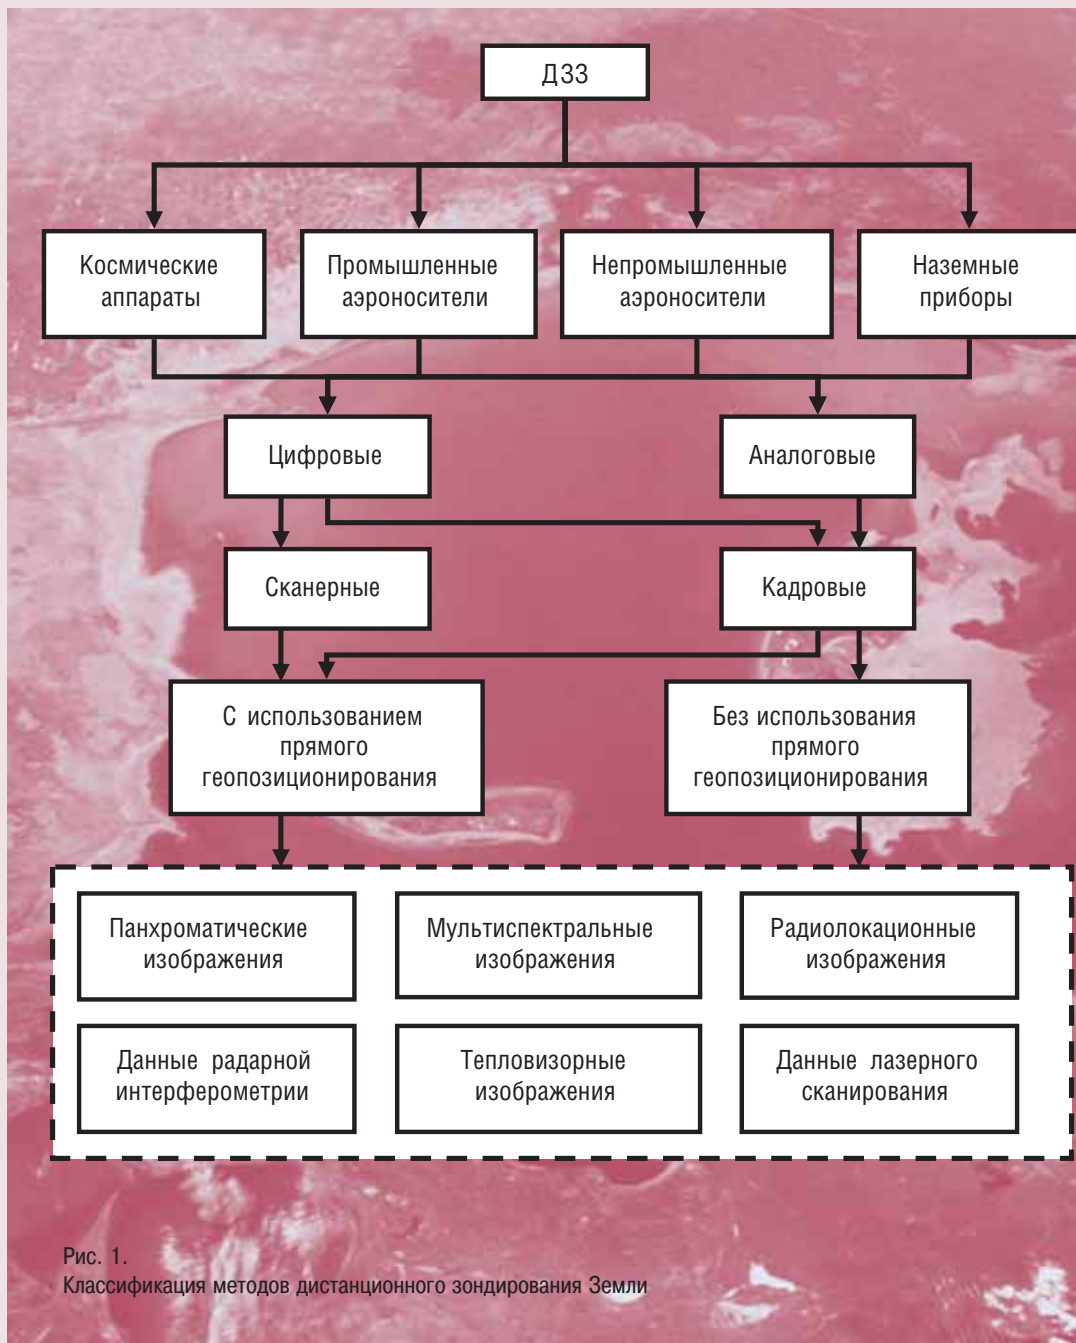 ДЗЗ
Космические
аппараты
Промышленные
аэроносители
Непромышленные
аэроносители
Наземные
приборы
Цифровые
Аналоговые
Сканерные
Кадровые
С использованием
прямого
геопозиционирования
Без использования
прямого
геопозиционирования
Панхроматические
изображения
Мультиспектральные
изображения
Радиолокационные
изображения
Данные радарной
интерферометрии
Тепловизорные
изображения
Данные лазерного
сканирования
Рис. 1.
Классификация методов дистанционного зондирования Земли